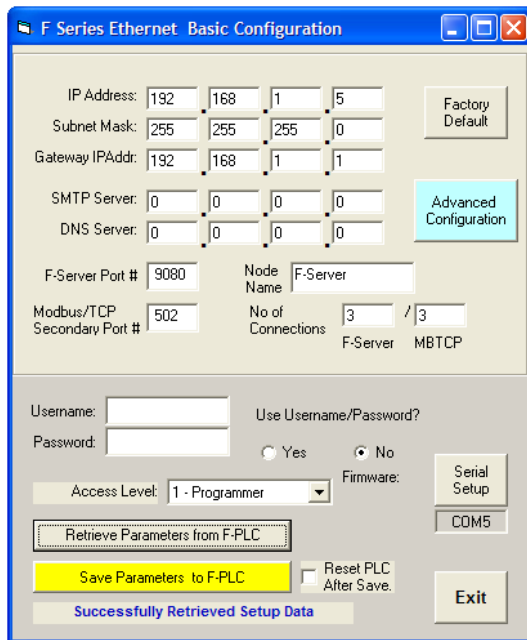 F Series Ethernet  Basic Configuration
IP Address: 192 . 168 . 1 . 5
Factory
Default
Subnet Mask: 255 . 255 . 255 . 0
Gateway IPAddr: 192 . 168 . 1 . 1
SMTP Server: 0 . 0 . 0 . 0
Advanced
Configuration
DNS Server: 0 . 0 . 0 . 0
F-Server Port # 9080
Node
Name F-Server
Modbus/TCP
Secondary Port # 502
No of
Connections 3 / 3
F-Server MBTCP
Username:
Use Username/Password?
Password:
Yes No
Access Level: 1 - Programmer
Firmware:
Serial
Setup
COM5
Retrieve Parameters from F-PLC
Save Parameters  to F-PLC
Reset PLC
After Save.
Exit
Successfully Retrieved Setup Data